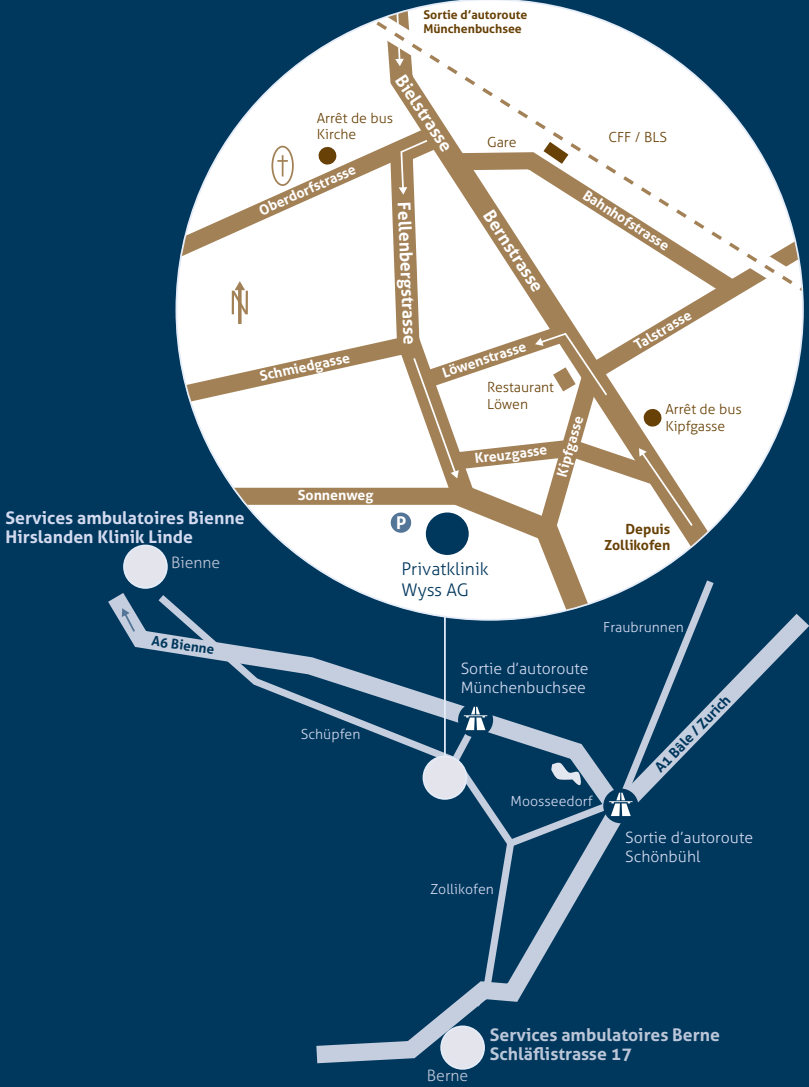 Sortie d'autoroute
Münchenbuchsee
Bielstrasse
Arrêt de bus
Kirche
Gare
CFF / BLS
Oberdorfstrasse
Fellenbergstrasse
Bernstrasse
Bahnhofstrasse
N
Talstrasse
Schmiedgasse
Löwenstrasse
Restaurant
Löwen
Arrêt de bus
Kipfgasse
Kipfgasse
Kreuzgasse
Sonnenweg
P
Depuis
Zollikofen
Privatklinik
Wyss AG
Services ambulatoires Bienne
Hirslanden Klinik Linde
Bienne
A6 Bienne
Fraubrunnen
Sortie d'autoroute
Münchenbuchsee
Schüpfen
A1 Bâle / Zurich
Moosseedorf
Sortie d'autoroute
Schönbühl
Zollikofen
Services ambulatoires Berne
Schläflistrasse 17
Berne